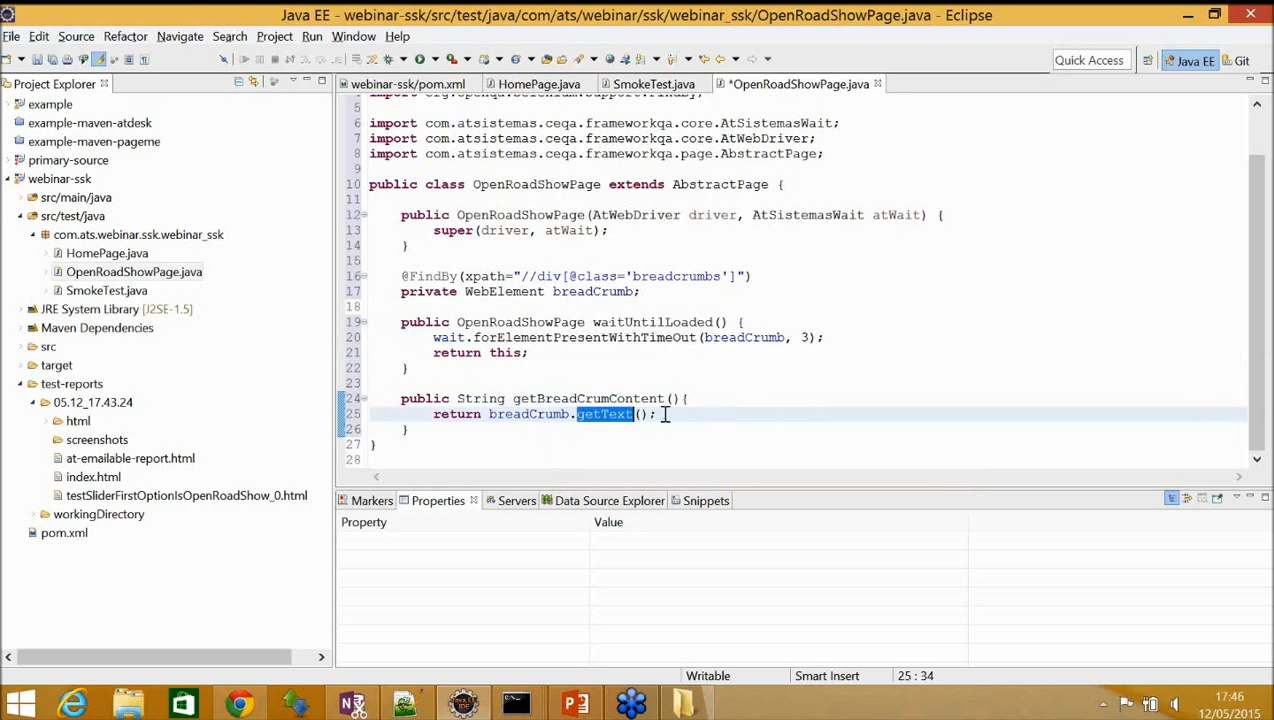 Java EE - webinar-ssk/src/test/java/com/ats/webinar/ssk/webinar_ssk/OpenRoadShowPage.java - Eclipse
File Edit Source Refactor Navigate Search Project Run Window Help
Quick Access
Java EE
Git
Project Explorer
webinar-ssk/pom.xml
HomePage.java
SmokeTest.java
*OpenRoadShowPage.java
example
example-maven-atdesk
example-maven-pageme
primary-source
webinar-ssk
src/main/java
src/test/java
com.ats.webinar.ssk.webinar_ssk
HomePage.java
OpenRoadShowPage.java
SmokeTest.java
JRE System Library [J2SE-1.5]
Maven Dependencies
src
target
test-reports
05.12_17.43.24
html
screenshots
at-emailable-report.html
index.html
testSliderFirstOptionIsOpenRoadShow_0.html
workingDirectory
pom.xml
4 import org.openqa.selenium.support.FindBy;
5
6 import com.atsistemas.ceqa.frameworkqa.core.AtSistemasWait;
7 import com.atsistemas.ceqa.frameworkqa.core.AtWebDriver;
8 import com.atsistemas.ceqa.frameworkqa.page.AbstractPage;
9
10 public class OpenRoadShowPage extends AbstractPage {
11
12 public OpenRoadShowPage(AtWebDriver driver, AtSistemasWait atWait) {
13 super(driver, atWait);
14 }
15
16 @FindBy(xpath="//div[@class='breadcrumbs']")
17 private WebElement breadCrumb;
18
19 public OpenRoadShowPage waitUntilLoaded() {
20 wait.forElementPresentWithTimeOut(breadCrumb, 3);
21 return this;
22 }
23
24 public String getBreadCrumContent(){
25 return breadCrumb.getText();
26 }
27 }
28
Markers
Properties
Servers
Data Source Explorer
Snippets
Property Value
Writable
Smart Insert
25 : 34
17:46
12/05/2015